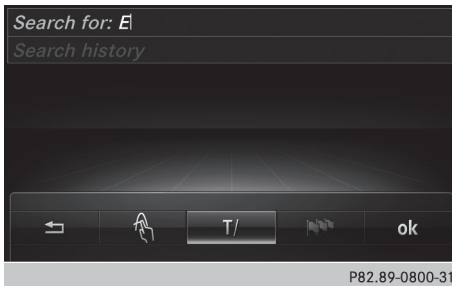 Search for: E
Search history
T/
ok
P82.89-0800-31